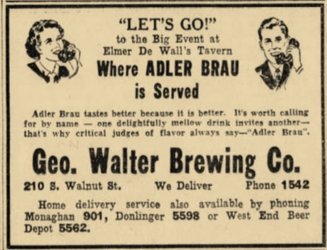 "LET'S GO!"
to the Big Event at
Elmer De Wall's Tavern
Where ADLER BRAU
is Served
Adler Brau tastes better because it is better. It's worth calling
for by name — one delightfully mellow drink invites another—
that's why critical judges of flavor always say—"Adler Brau".
Geo. Walter Brewing Co.
210 S. Walnut St. We Deliver Phone 1542
Home delivery service also available by phoning
Monaghan 901, Donlinger 5598 or West End Beer
Depot 5562.